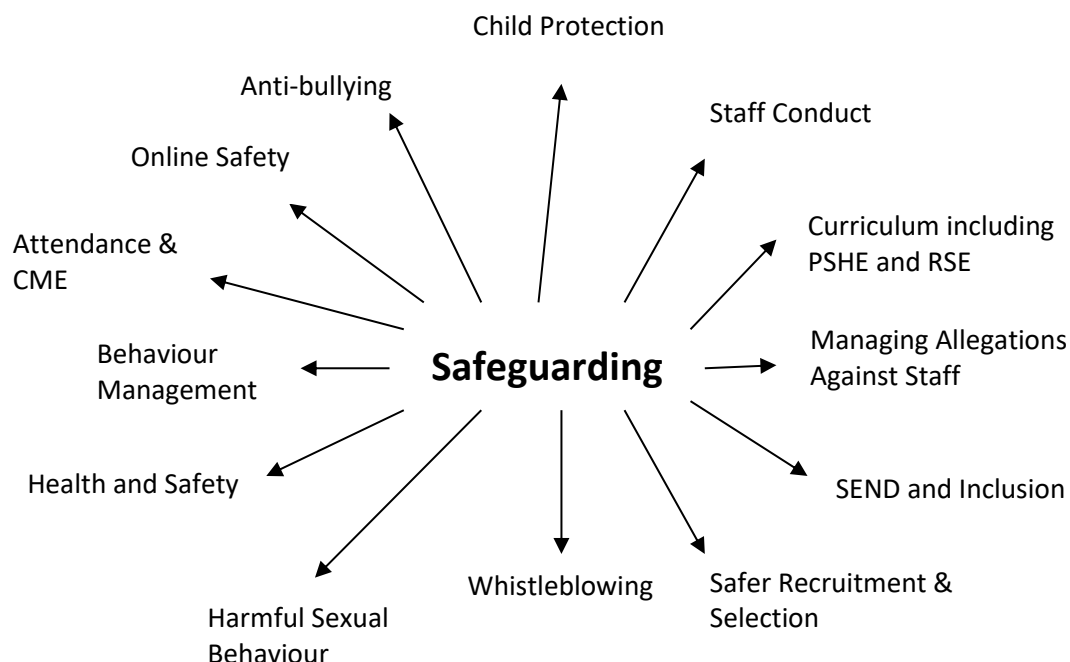 Child Protection
Anti-bullying
Staff Conduct
Online Safety
Curriculum including
PSHE and RSE
Attendance &
CME
Managing Allegations
Against Staff
Behaviour
Management
Safeguarding
Health and Safety
SEND and Inclusion
Whistleblowing
Safer Recruitment &
Selection
Harmful Sexual
Behaviour